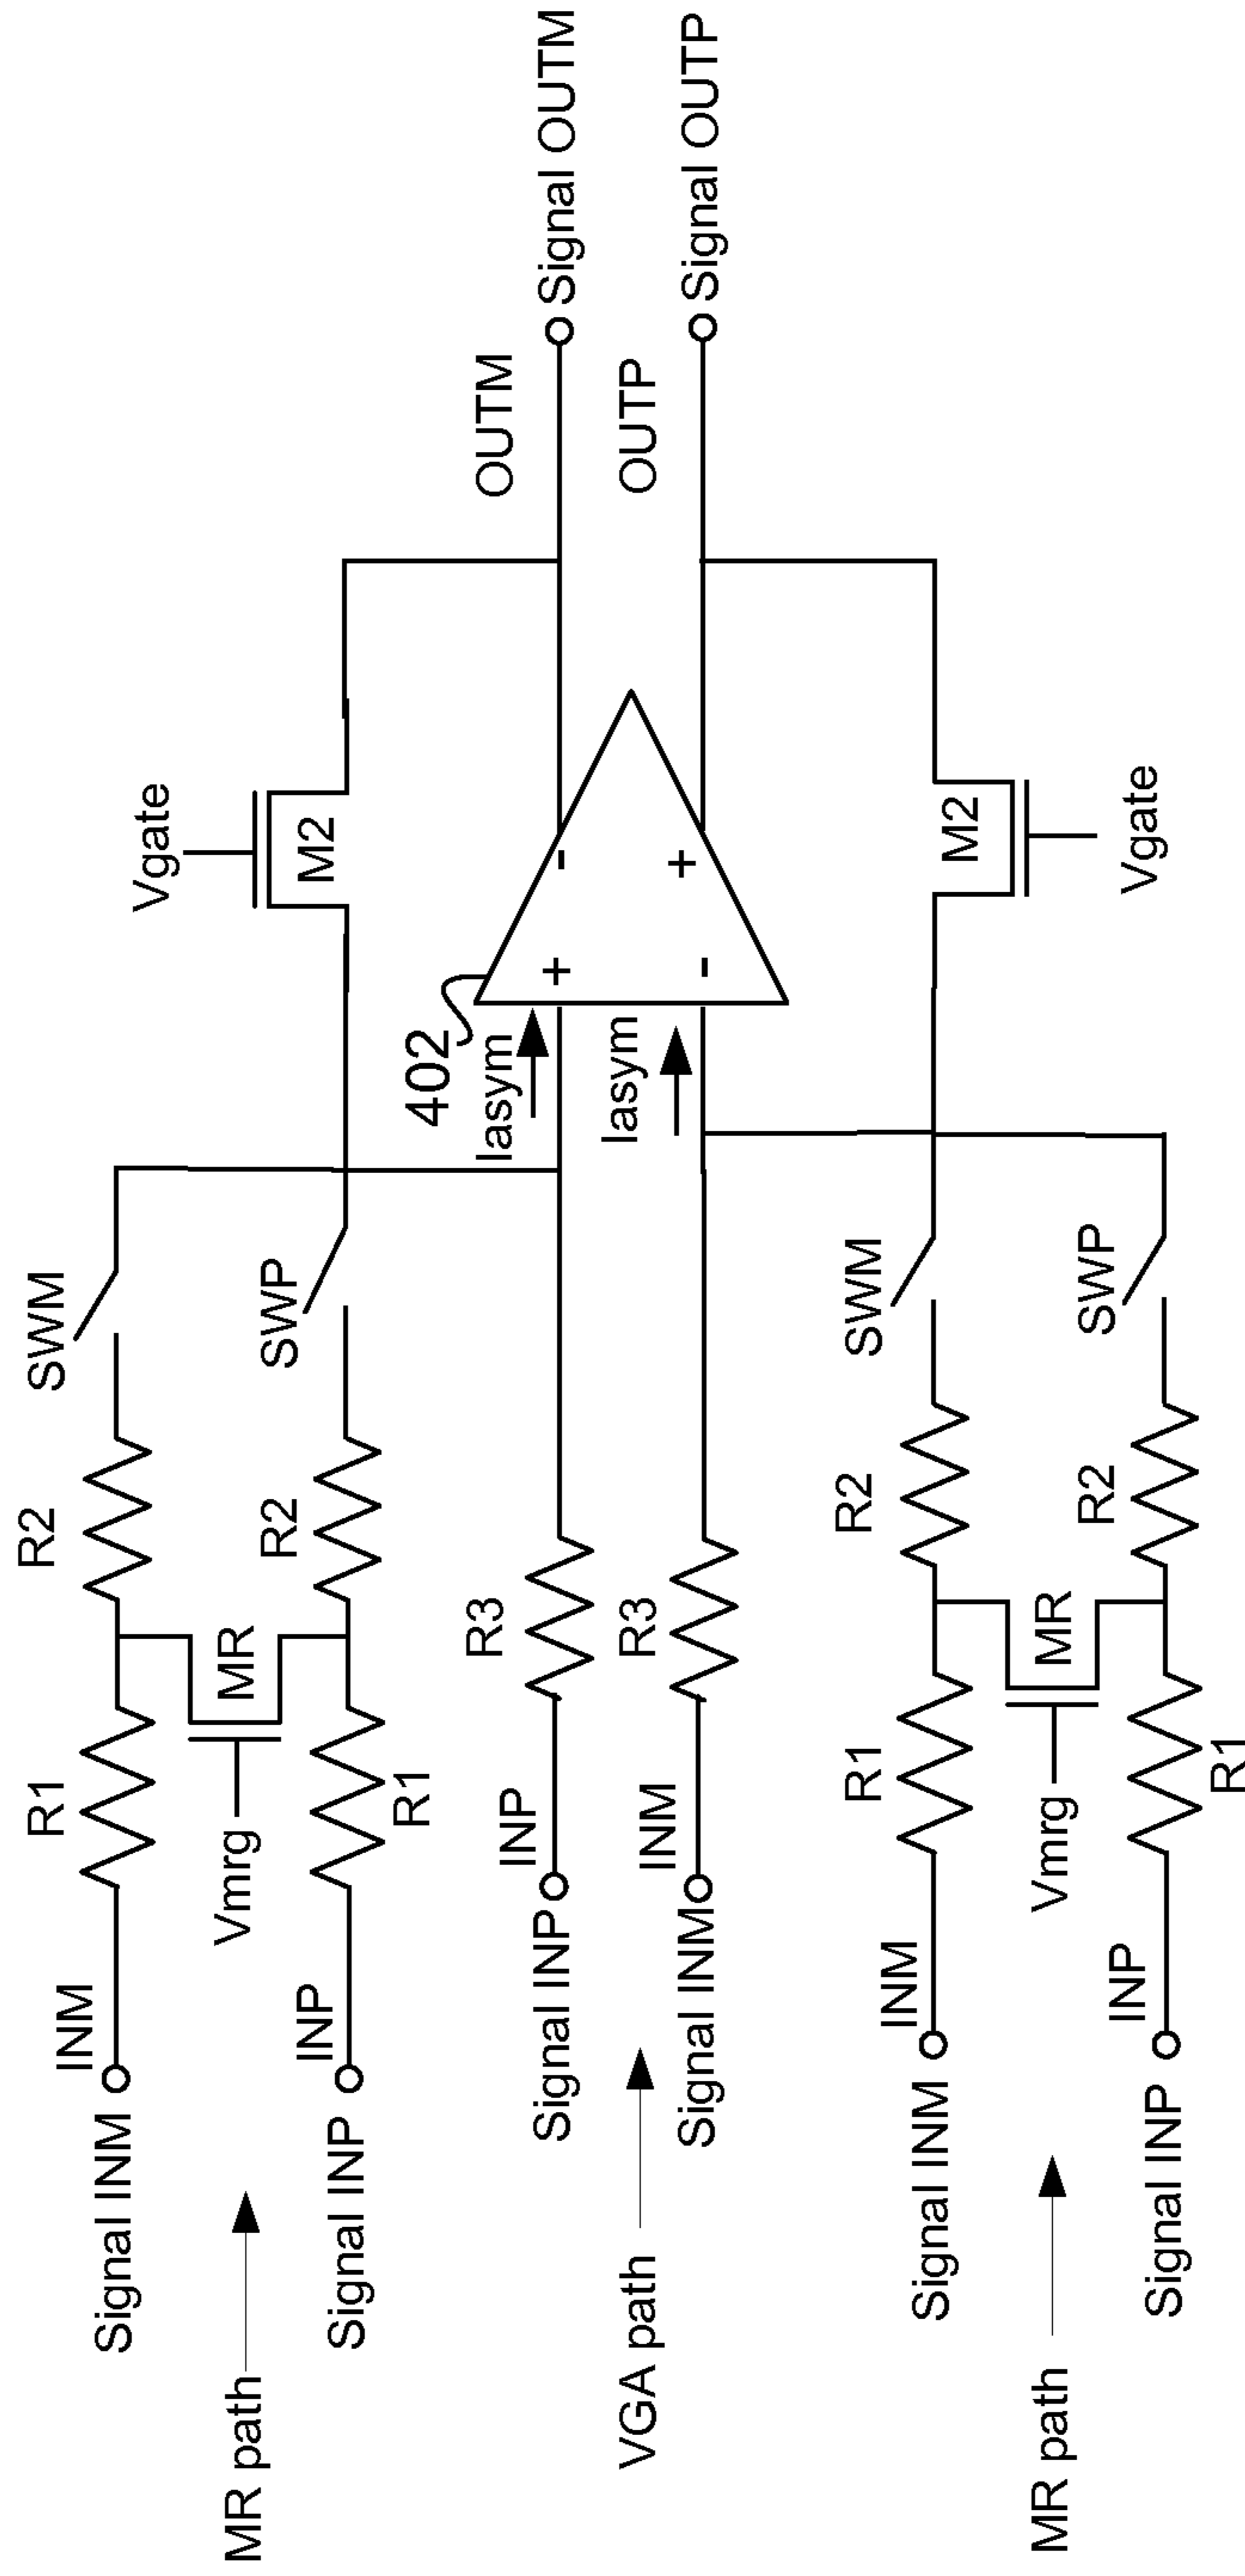 Signal INM
INM
R1
R2
SWM
MR path
Vmrg
MR
Signal INP
INP
R1
R2
SWP
Vgate
M2
402
Iasym
+
-
OUTM
Signal OUTM
Signal INP
INP
R3
VGA path
Signal INM
INM
R3
Iasym
-
+
OUTP
Signal OUTP
Signal INM
INM
R1
R2
SWM
M2
Vgate
MR path
Vmrg
MR
Signal INP
INP
R1
R2
SWP